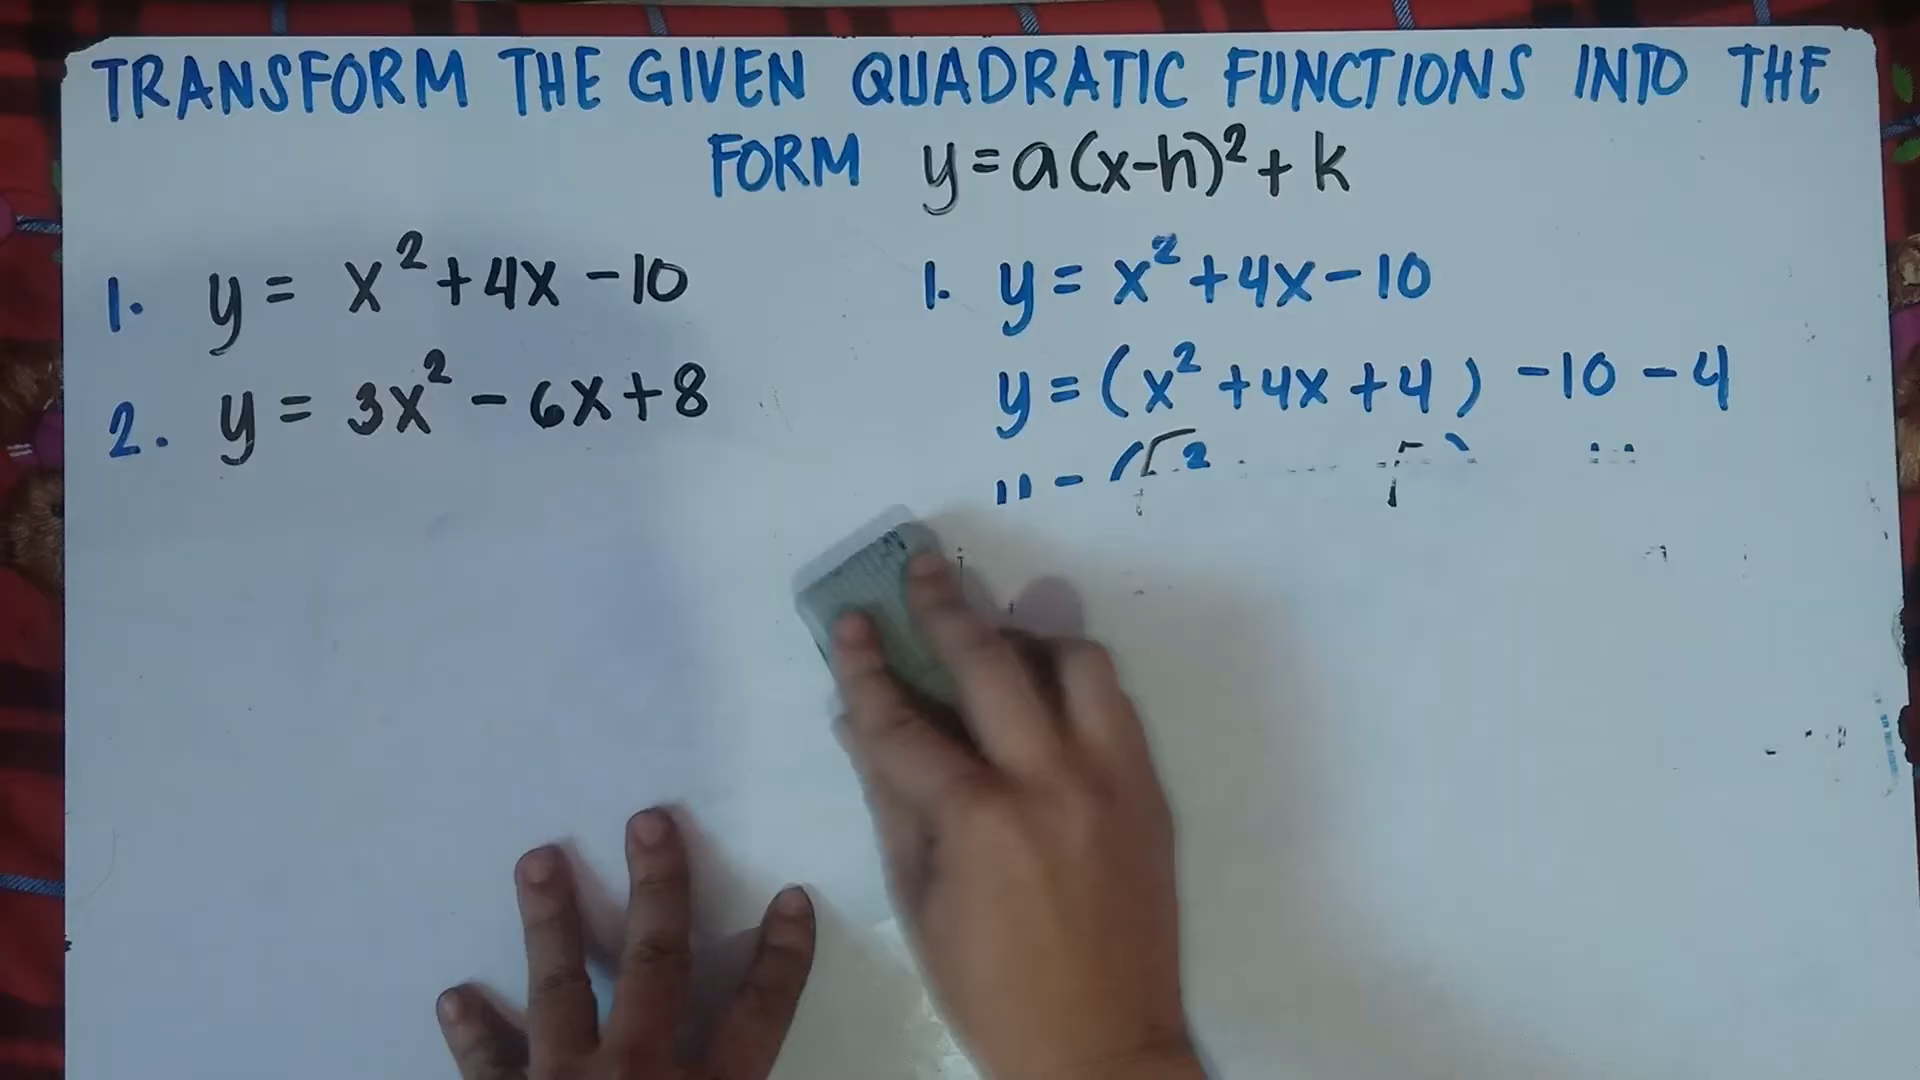 TRANSFORM THE GIVEN QUADRATIC FUNCTIONS INTO THE
FORM y=a(x-h)²+k
1. y = x²+4x-10
2. y = 3x²-6x+8
1. y = x²+4x-10
y=(x²+4x+4)-10-4